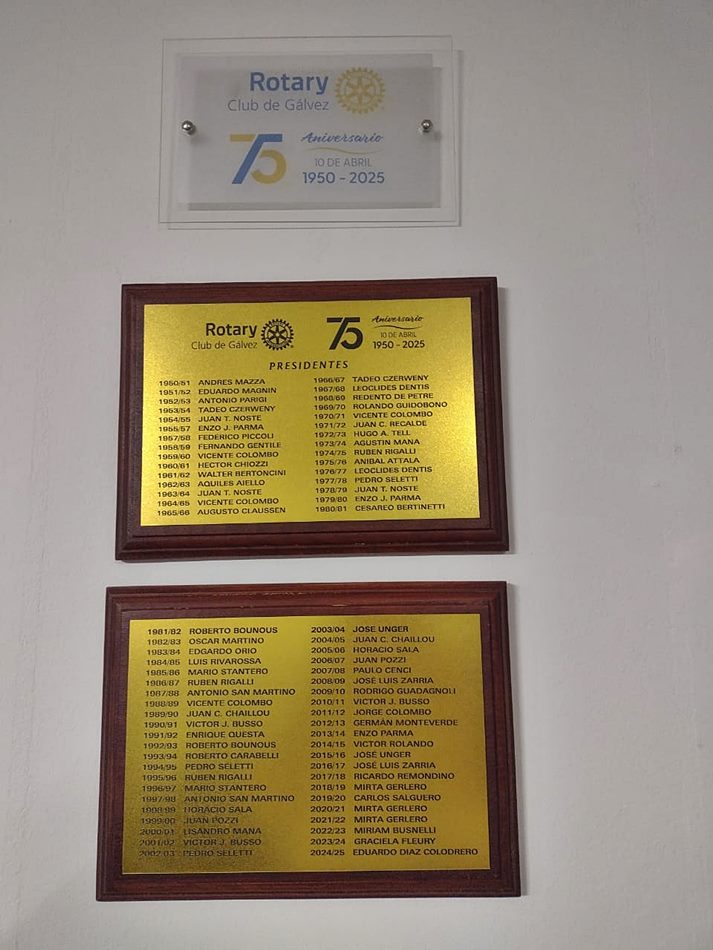 Rotary
Club de Gálvez
75 Aniversario
10 DE ABRIL
1950 - 2025
Rotary
Club de Gálvez
75 Aniversario
10 DE ABRIL
1950 - 2025
PRESIDENTES
1950/51 ANDRES MAZZA
1951/52 EDUARDO MAGNIN
1952/53 ANTONIO PARIGI
1953/54 TADEO CZERWENY
1954/55 JUAN T. NOSTE
1955/57 ENZO J. PARMA
1957/58 FEDERICO PICCOLI
1958/59 FERNANDO GENTILE
1959/60 VICENTE COLOMBO
1960/61 HECTOR CHIOZZI
1961/62 WALTER BERTONCINI
1962/63 AQUILES AIELLO
1963/64 JUAN T. NOSTE
1964/65 VICENTE COLOMBO
1965/66 AUGUSTO CLAUSSEN
1966/67 TADEO CZERWENY
1967/68 LEOCLIDES DENTIS
1968/69 REDENTO DE PETRE
1969/70 ROLANDO GUIDOBONO
1970/71 VICENTE COLOMBO
1971/72 JUAN C. RECALDE
1972/73 HUGO A. TELL
1973/74 AGUSTIN MANA
1974/75 RUBEN RIGALLI
1975/76 ANIBAL ATTALA
1976/77 LEOCLIDES DENTIS
1977/78 PEDRO SELETTI
1978/79 JUAN T. NOSTE
1979/80 ENZO J. PARMA
1980/81 CESAREO BERTINETTI
1981/82 ROBERTO BOUNOUS
1982/83 OSCAR MARTINO
1983/84 EDGARDO ORIO
1984/85 LUIS RIVAROSSA
1985/86 MARIO STANTERO
1986/87 RUBEN RIGALLI
1987/88 ANTONIO SAN MARTINO
1988/89 VICENTE COLOMBO
1989/90 JUAN C. CHAILLOU
1990/91 VICTOR J. BUSSO
1991/92 ENRIQUE QUESTA
1992/93 ROBERTO BOUNOUS
1993/94 ROBERTO CARABELLI
1994/95 PEDRO SELETTI
1995/96 RUBEN RIGALLI
1996/97 MARIO STANTERO
1997/98 ANTONIO SAN MARTINO
1998/99 HORACIO SALA
1999/00 JUAN POZZI
2000/01 LISANDRO MANA
2001/02 VICTOR J. BUSSO
2002/03 PEDRO SELETTI
2003/04 JOSE UNGER
2004/05 JUAN C. CHAILLOU
2005/06 HORACIO SALA
2006/07 JUAN POZZI
2007/08 PAULO CENCI
2008/09 JOSÉ LUIS ZARRIA
2009/10 RODRIGO GUADAGNOLI
2010/11 VICTOR J. BUSSO
2011/12 JORGE COLOMBO
2012/13 GERMÁN MONTEVERDE
2013/14 ENZO PARMA
2014/15 VICTOR ROLANDO
2015/16 JOSÉ UNGER
2016/17 JOSÉ LUIS ZARRIA
2017/18 RICARDO REMONDINO
2018/19 MIRTA GERLERO
2019/20 CARLOS SALGUERO
2020/21 MIRTA GERLERO
2021/22 MIRTA GERLERO
2022/23 MIRIAM BUSNELLI
2023/24 GRACIELA FLEURY
2024/25 EDUARDO DIAZ COLODRERO